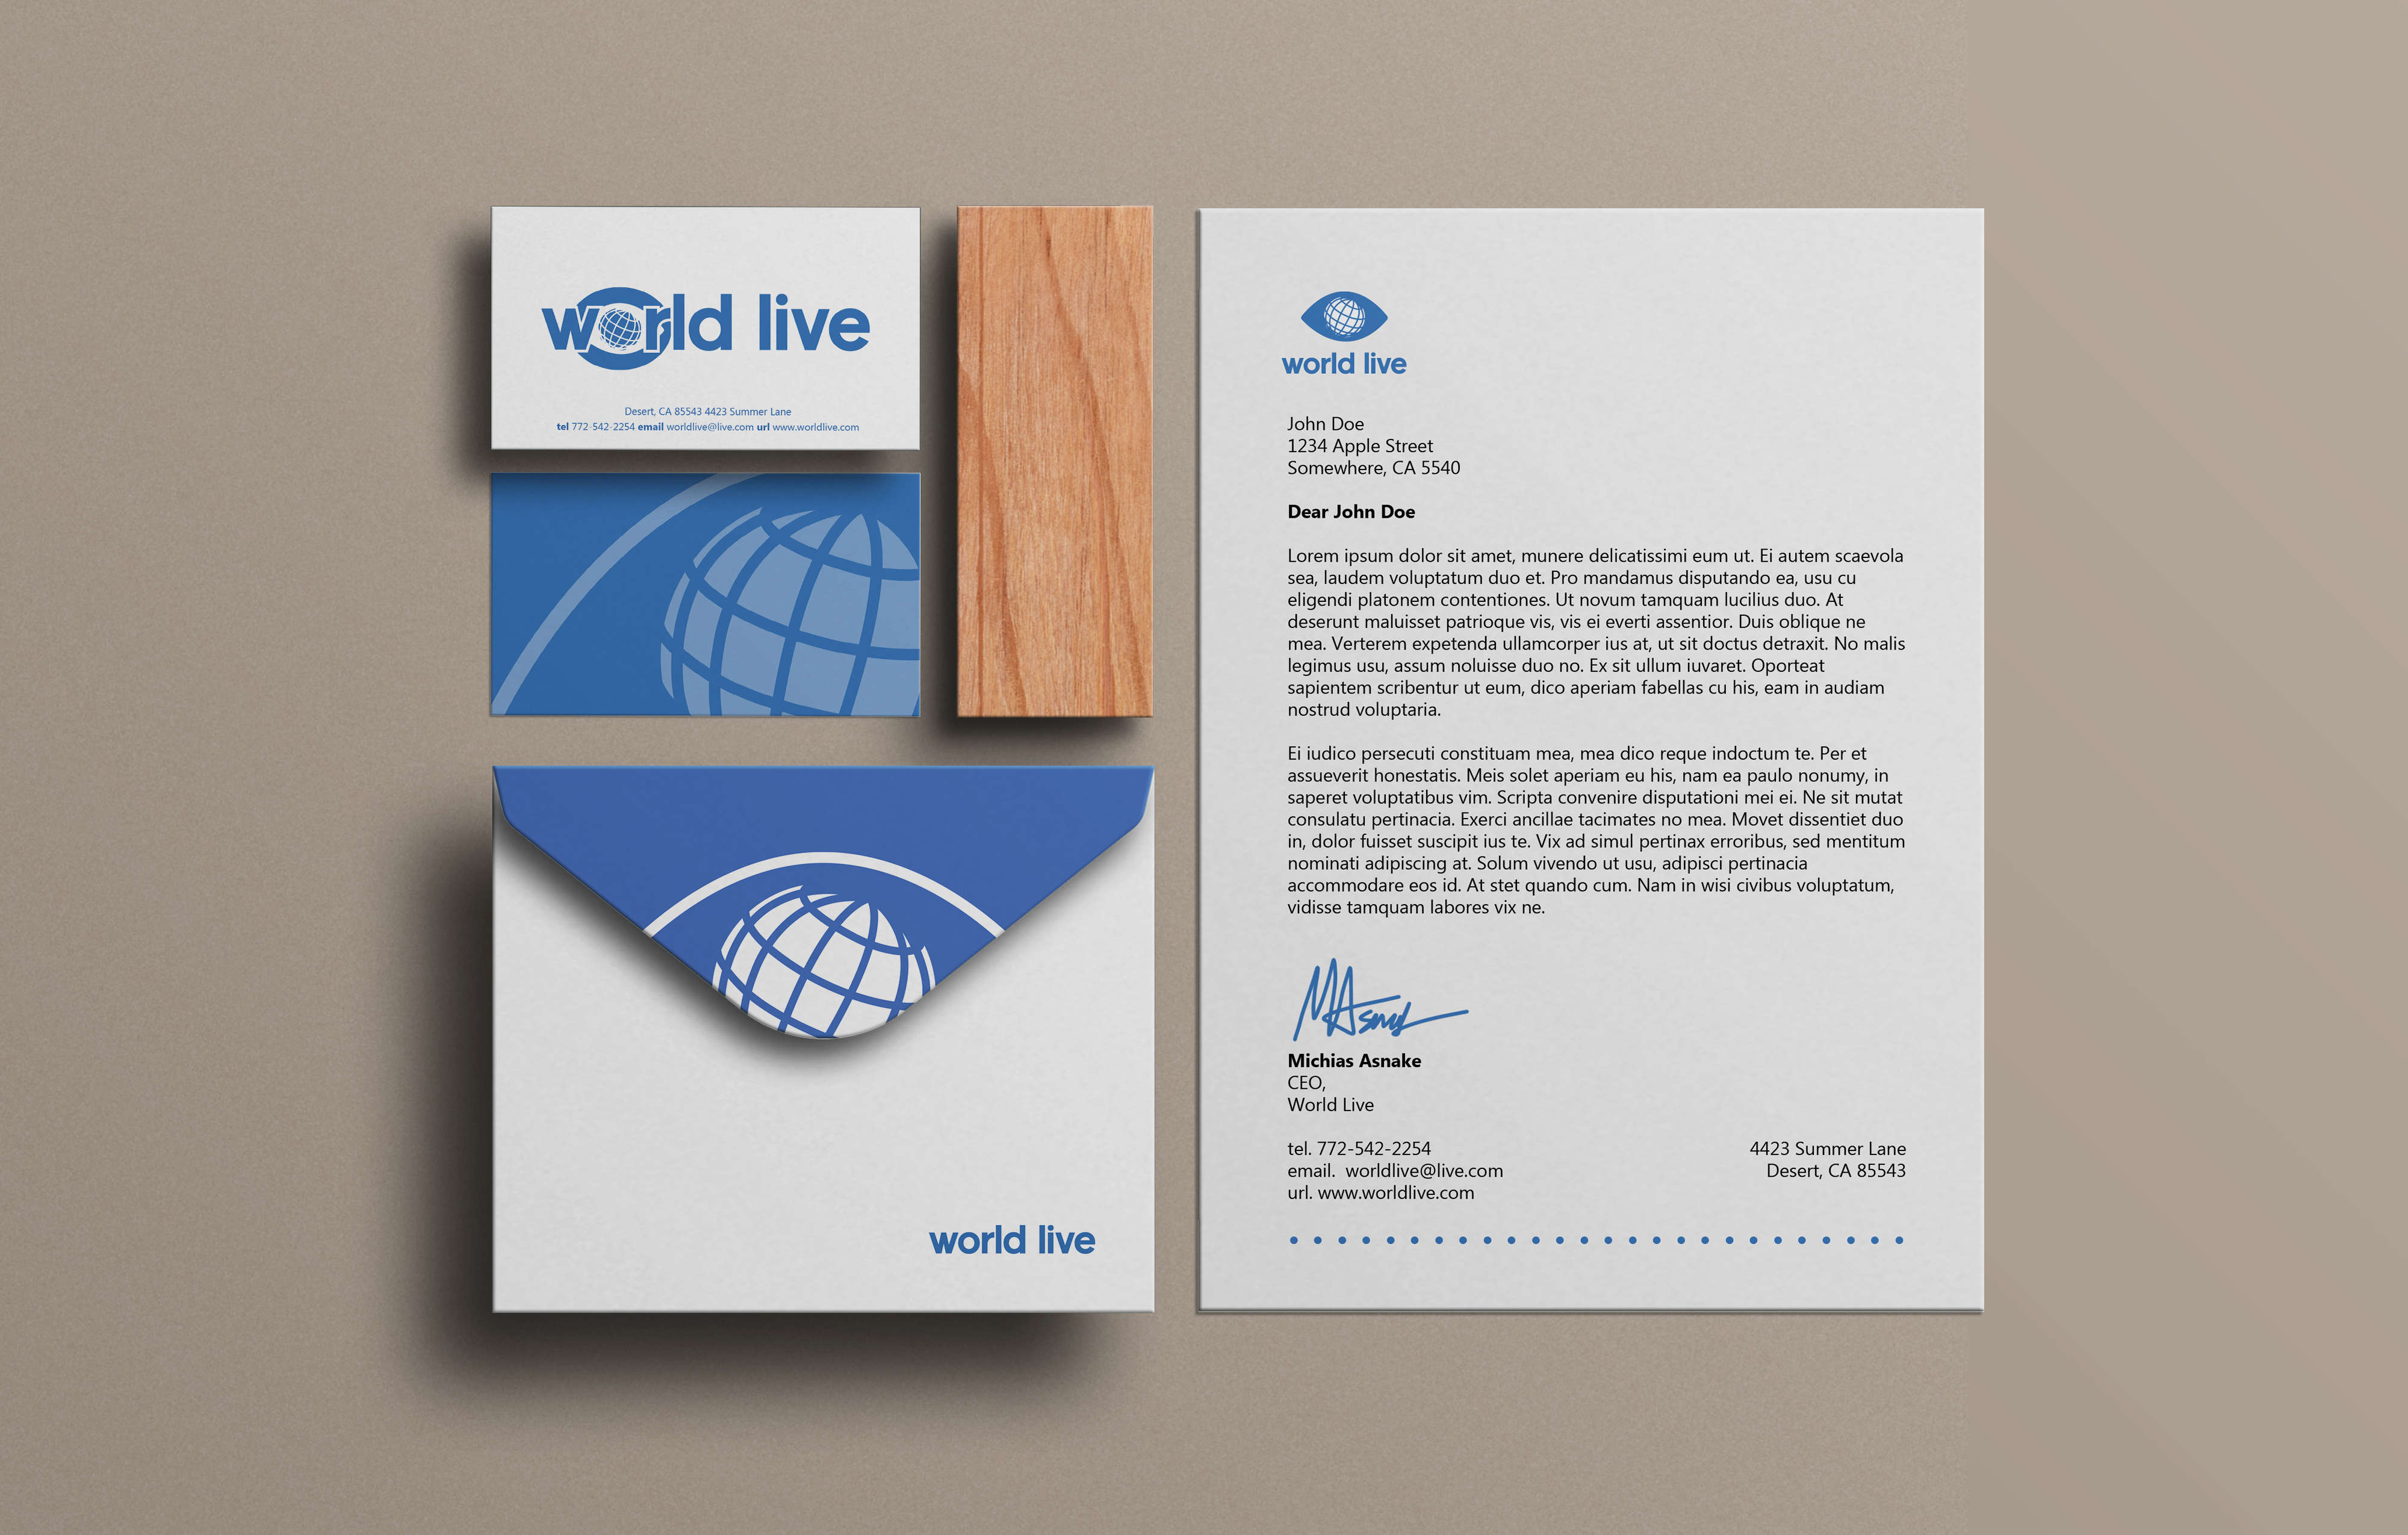 world live
Desert, CA 85543 4423 Summer Lane
tel 772-542-2254 email worldlive@live.com url www.worldlive.com
world live
world live
John Doe
1234 Apple Street
Somewhere, CA 5540
Dear John Doe
Lorem ipsum dolor sit amet, munere delicatissimi eum ut. Ei autem scaevola
sea, laudem voluptatum duo et. Pro mandamus disputando ea, usu cu
eligendi platonem contentiones. Ut novum tamquam lucilius duo. At
deserunt maluisset patrioque vis, vis ei everti assentior. Duis oblique ne
mea. Verterem expetenda ullamcorper ius at, ut sit doctus detraxit. No malis
legimus usu, assum noluisse duo no. Ex sit ullum iuvaret. Oporteat
sapientem scribentur ut eum, dico aperiam fabellas cu his, eam in audiam
nostrud voluptaria.
Ei iudico persecuti constituam mea, mea dico reque indoctum te. Per et
assueverit honestatis. Meis solet aperiam eu his, nam ea paulo nonumy, in
saperet voluptatibus vim. Scripta convenire disputationi mei ei. Ne sit mutat
consulatu pertinacia. Exerci ancillae tacimates no mea. Movet dissentiet duo
in, dolor fuisset suscipit ius te. Vix ad simul pertinax erroribus, sed mentitum
nominati adipiscing at. Solum vivendo ut usu, adipisci pertinacia
accommodare eos id. At stet quando cum. Nam in wisi civibus voluptatum,
vidisse tamquam labores vix ne.
Michias Asnake
CEO,
World Live
tel. 772-542-2254
email.  worldlive@live.com
url. www.worldlive.com
4423 Summer Lane
Desert, CA 85543